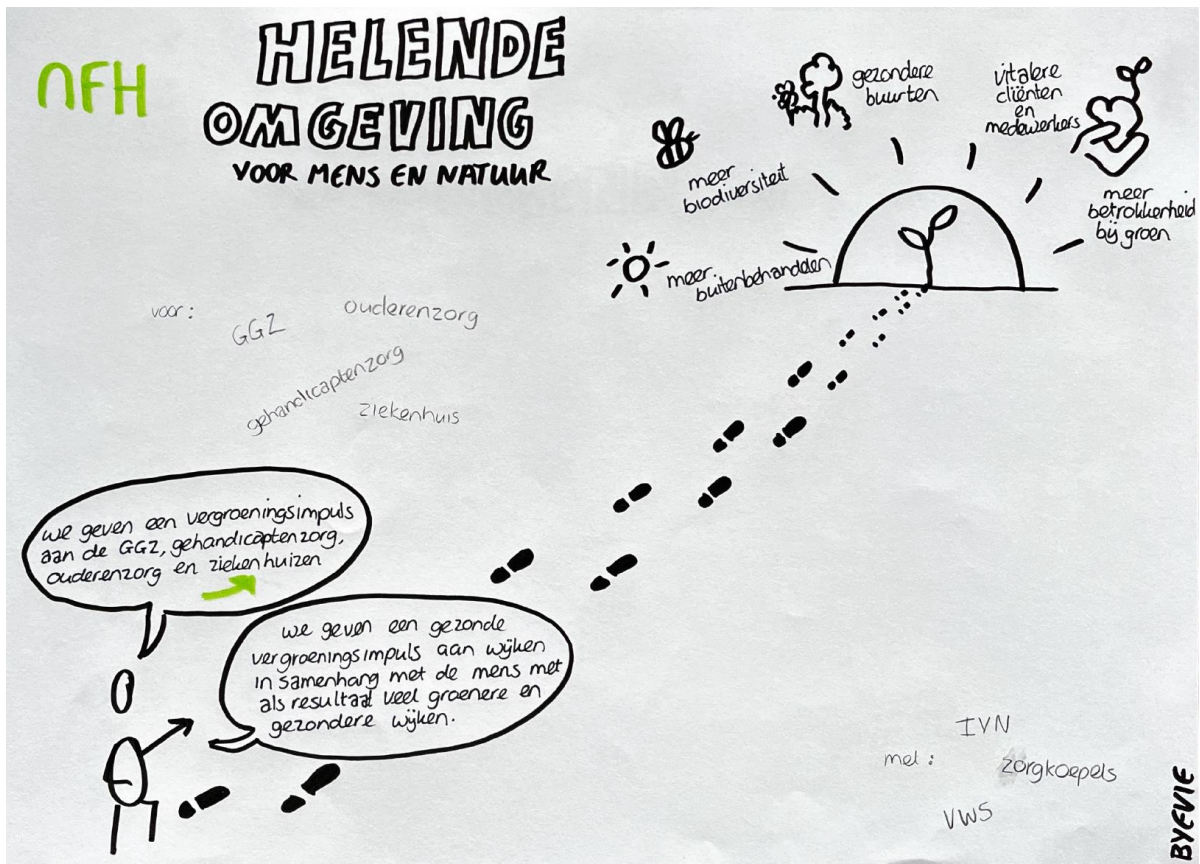 NFH
HELENDE
OMGEVING
VOOR MENS EN NATUUR
gezondere
buurten
vitalere
cliënten
en
medewerkers
meer
biodiversiteit
meer
betrokkenheid
bij groen
meer
buitenbehandelen
voor:
GGZ
ouderenzorg
gehandicaptenzorg
ziekenhuis
we geven een vergroeningsimpuls
aan de GGZ, gehandicaptenzorg,
ouderenzorg en ziekenhuizen
we geven een gezonde
vergroeningsimpuls aan wijken
in samenhang met de mens met
als resultaat veel groenere en
gezondere wijken.
met:
IVN
zorgkoepels
VWS
BYEVIE